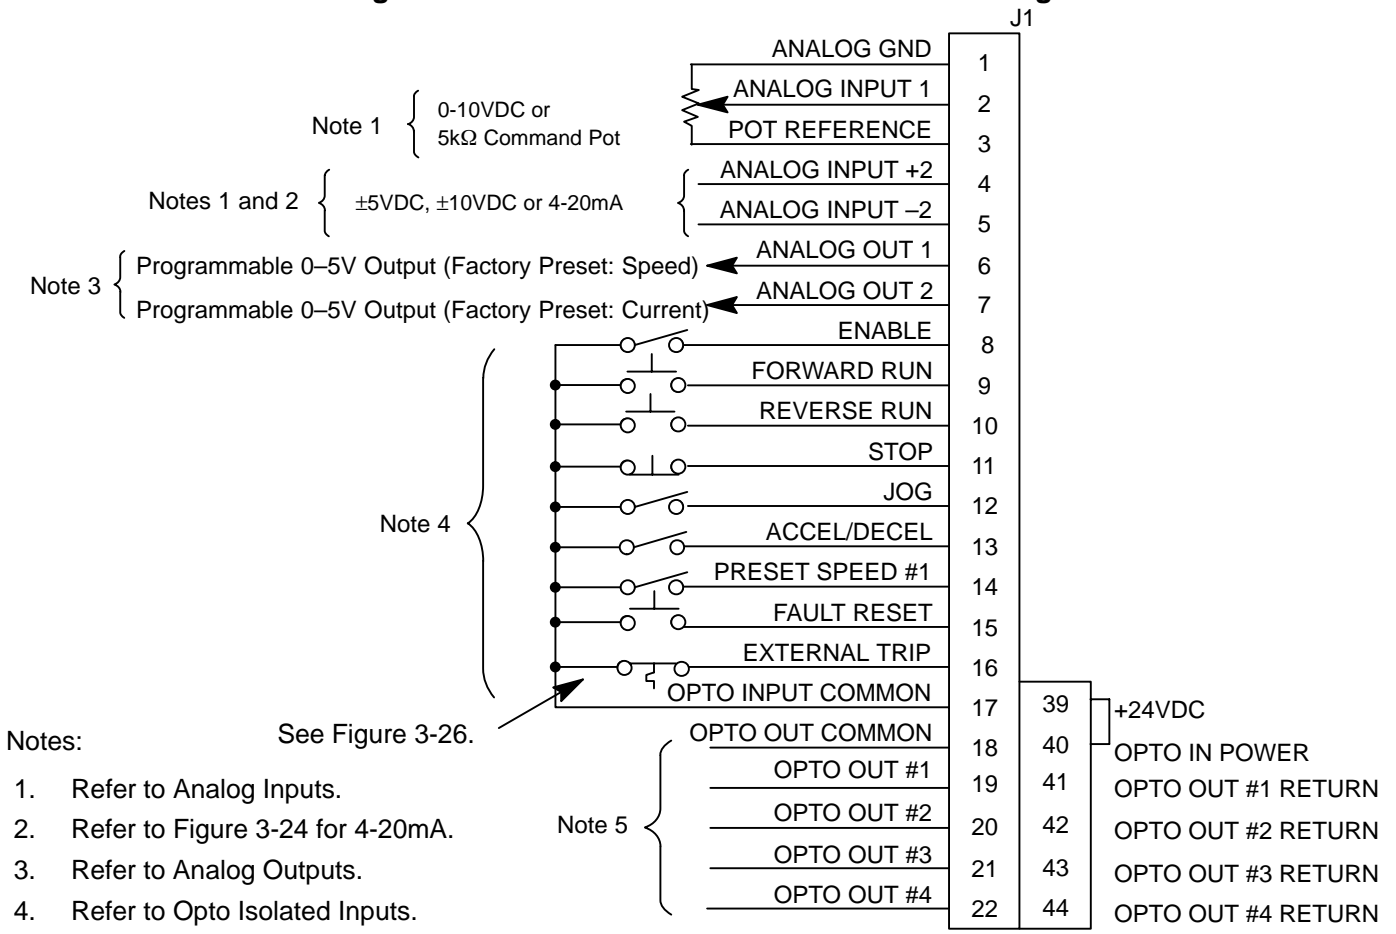 J1
ANALOG GND 1
ANALOG INPUT 1 2
POT REFERENCE 3
Note 1
0-10VDC or
5kΩ Command Pot
ANALOG INPUT +2 4
ANALOG INPUT –2 5
Notes 1 and 2
±5VDC, ±10VDC or 4-20mA
ANALOG OUT 1 6
Programmable 0–5V Output (Factory Preset: Speed)
Note 3
ANALOG OUT 2 7
Programmable 0–5V Output (Factory Preset: Current)
ENABLE 8
FORWARD RUN 9
REVERSE RUN 10
STOP 11
JOG 12
Note 4
ACCEL/DECEL 13
PRESET SPEED #1 14
FAULT RESET 15
EXTERNAL TRIP 16
OPTO INPUT COMMON 17
39 +24VDC
See Figure 3-26.
OPTO OUT COMMON 18
40 OPTO IN POWER
OPTO OUT #1 19
41 OPTO OUT #1 RETURN
Note 5
OPTO OUT #2 20
42 OPTO OUT #2 RETURN
OPTO OUT #3 21
43 OPTO OUT #3 RETURN
OPTO OUT #4 22
44 OPTO OUT #4 RETURN
Notes:
1. Refer to Analog Inputs.
2. Refer to Figure 3-24 for 4-20mA.
3. Refer to Analog Outputs.
4. Refer to Opto Isolated Inputs.